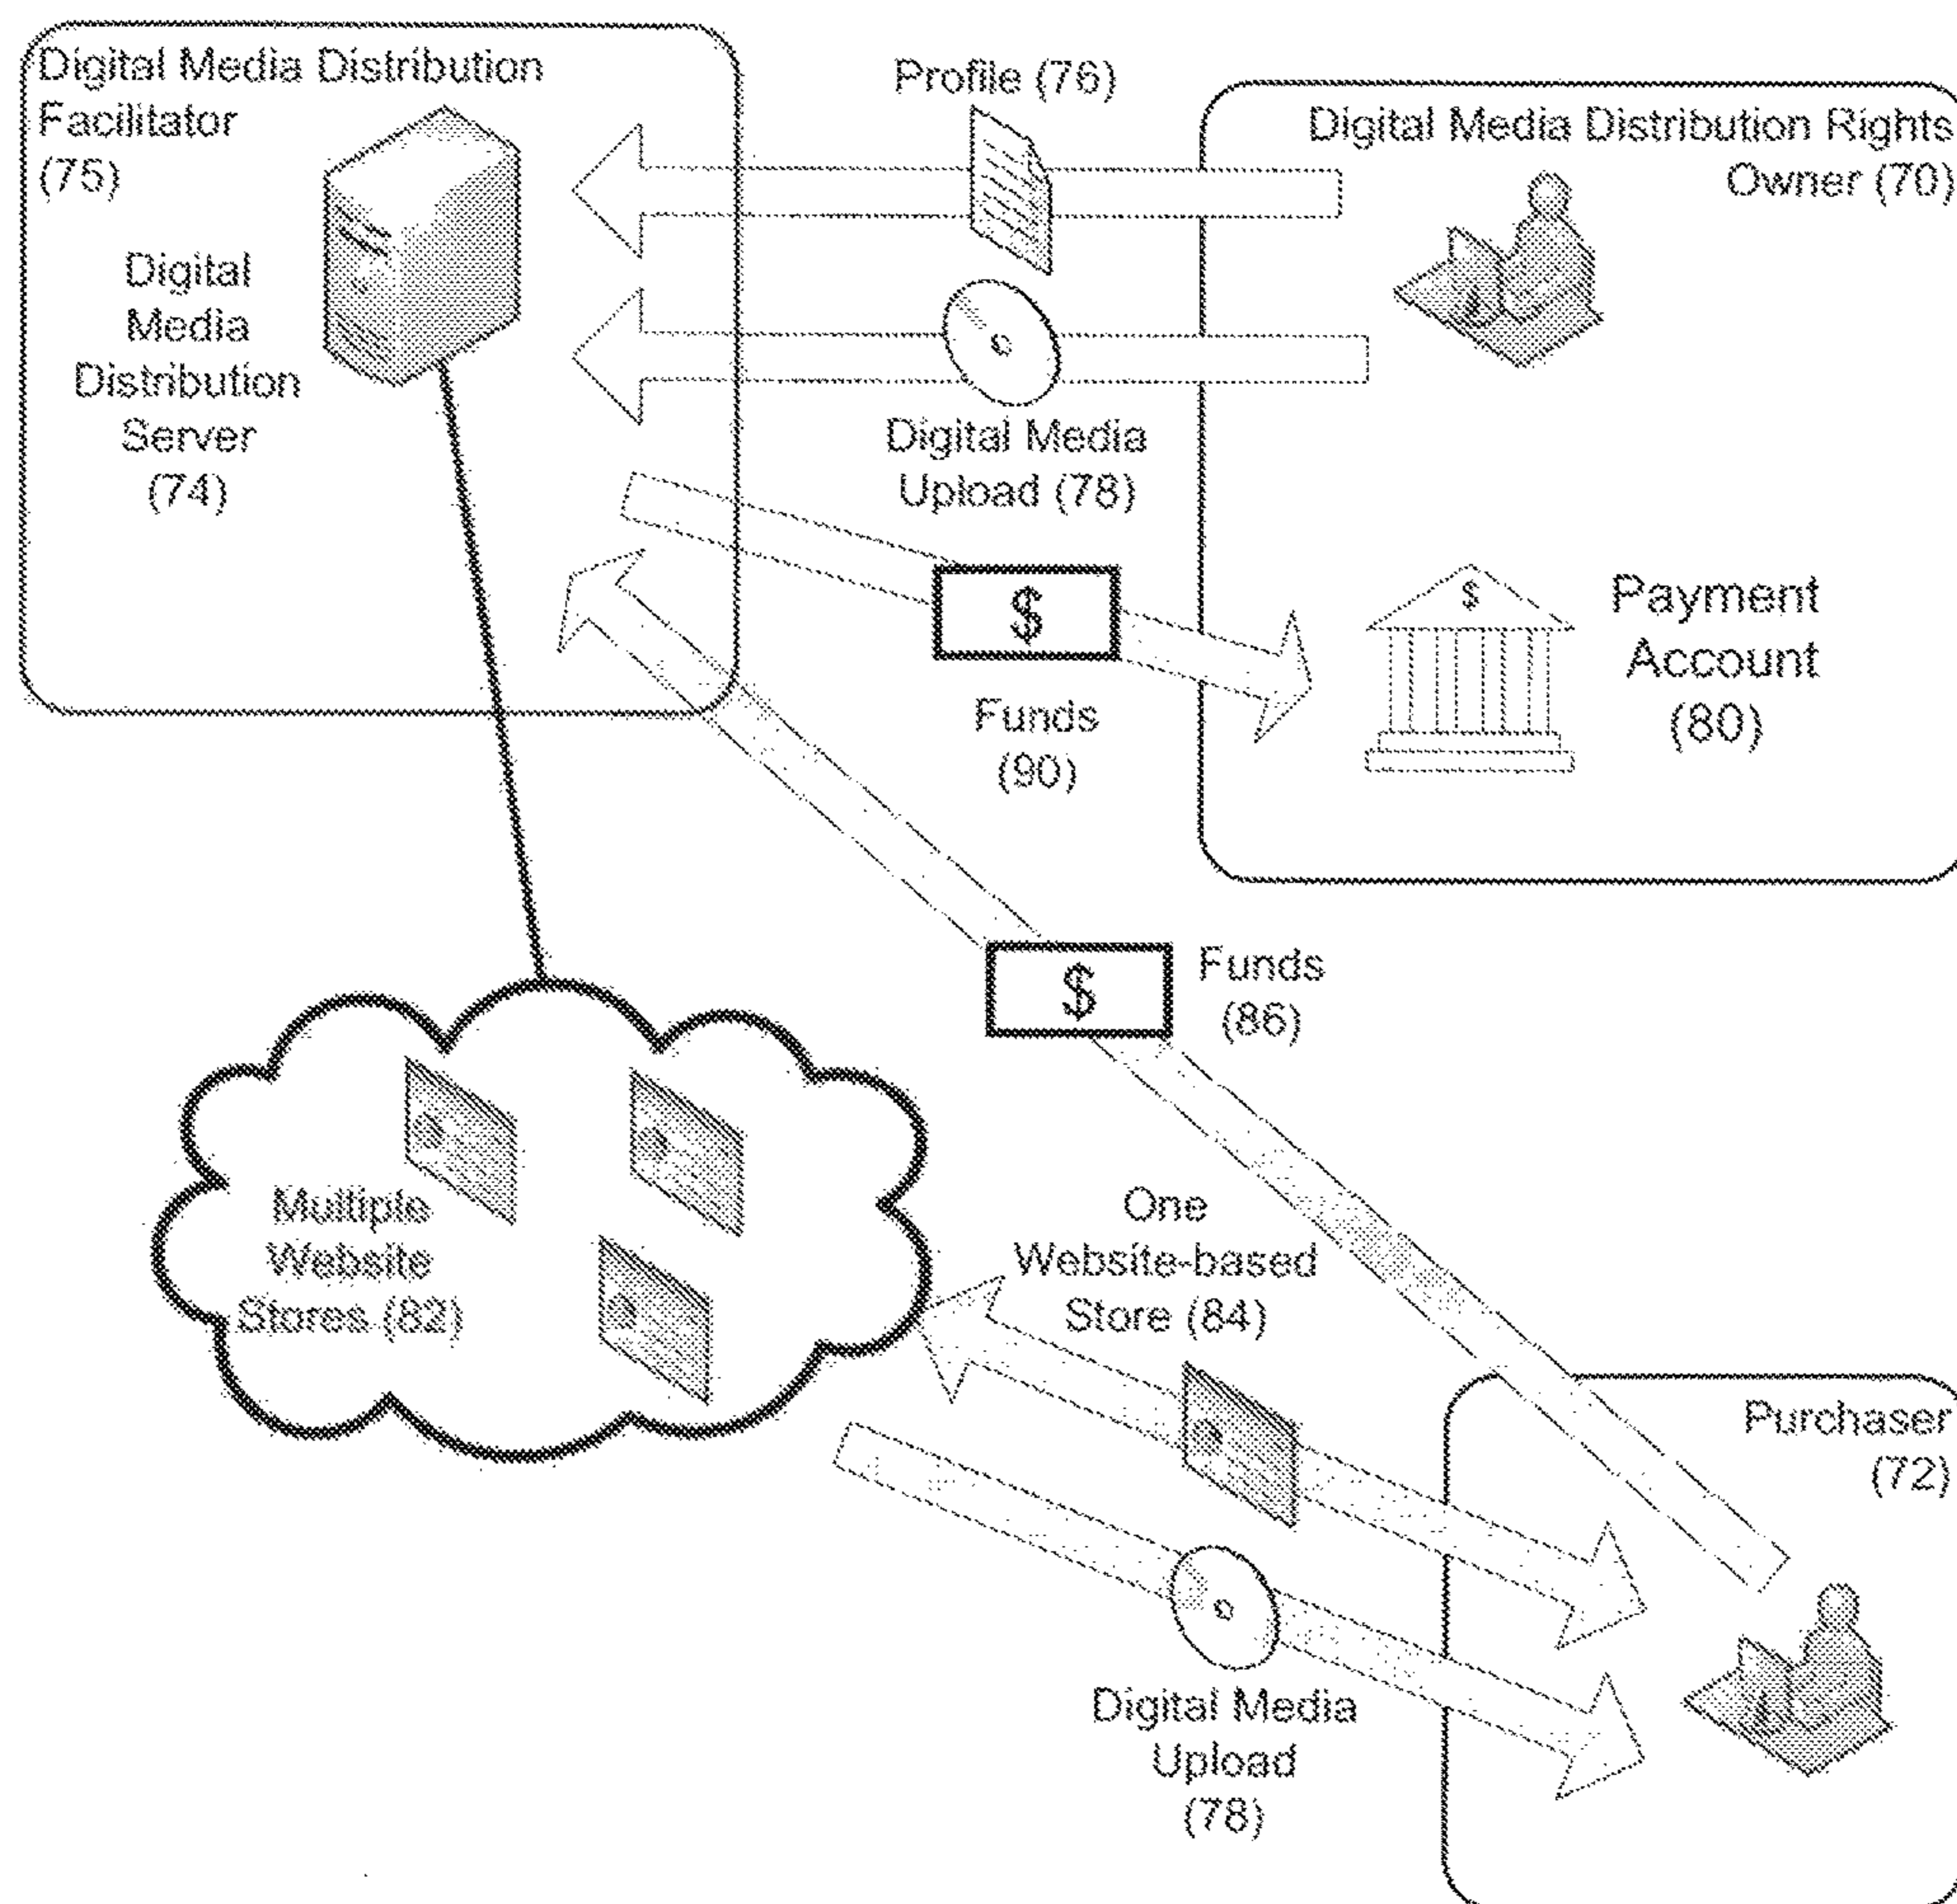 Digital Media Distribution
Facilitator
(75)
Digital
Media
Distribution
Server
(74)
Profile (76)
Digital Media Distribution Rights
Owner (70)
Digital Media
Upload (78)
$
Funds
(90)
$
Payment
Account
(80)
$
Funds
(86)
Multiple
Website
Stores (82)
One
Website-based
Store (84)
Purchaser
(72)
Digital Media
Upload
(78)